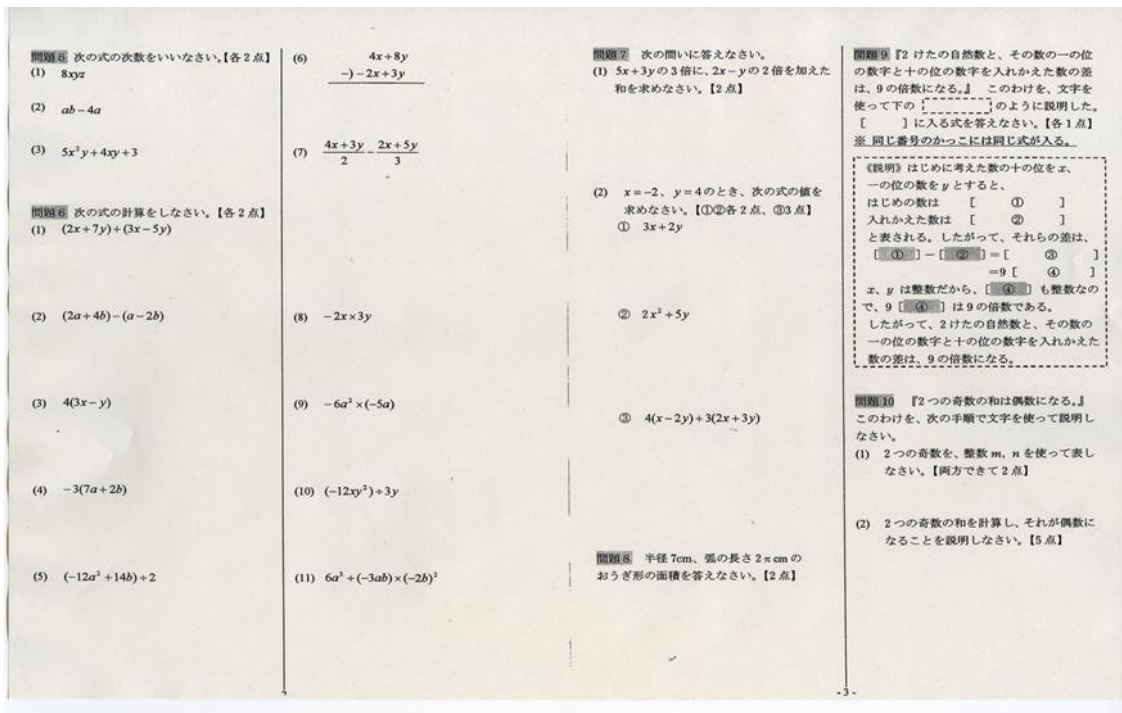 問題5 次の式の次数をいいなさい。【各2点】
(1) 8xyz
(2) ab－4a
(3) 5x²y＋4xy＋3
問題6 次の式の計算をしなさい。【各2点】
(1) (2x＋7y)＋(3x－5y)
(2) (2a＋4b)－(a－2b)
(3) 4(3x－y)
(4) －3(7a＋2b)
(5) (－12a²＋14b)÷2
(6) 4x＋8y
－)－2x＋3y
(7) 4x＋3y/2－2x＋5y/3
(8) －2x×3y
(9) －6a²×(－5a)
(10) (－12xy²)÷3y
(11) 6a³÷(－3ab)×(－2b)²
問題7 次の問いに答えなさい。
(1) 5x＋3yの3倍に、2x－yの2倍を加えた
和を求めなさい。【2点】
(2) x＝－2、y＝4のとき、次の式の値を
求めなさい。【①②各2点、③3点】
① 3x＋2y
② 2x²＋5y
③ 4(x－2y)＋3(2x＋3y)
問題8 半径7cm、弧の長さ2πcmの
おうぎ形の面積を答えなさい。【2点】
問題9『2けたの自然数と、その数の一の位
の数字と十の位の数字を入れかえた数の差
は、9の倍数になる。』 このわけを、文字を
使って下の のように説明した。
[ ]に入る式を答えなさい。【各1点】
※ 同じ番号のかっこには同じ式が入る。
《説明》はじめに考えた数の十の位をx、
一の位の数をyとすると、
はじめの数は [ ① ]
入れかえた数は [ ② ]
と表される。したがって、それらの差は、
[ ① ]－[ ② ]＝[ ③ ]
＝9[ ④ ]
x、yは整数だから、[ ④ ]も整数なの
で、9[ ④ ]は9の倍数である。
したがって、2けたの自然数と、その数の
一の位の数字と十の位の数字を入れかえた
数の差は、9の倍数になる。
問題10 『2つの奇数の和は偶数になる。』
このわけを、次の手順で文字を使って説明し
なさい。
(1) 2つの奇数を、整数m，nを使って表し
なさい。【両方できて2点】
(2) 2つの奇数の和を計算し、それが偶数に
なることを説明しなさい。【5点】
-3-